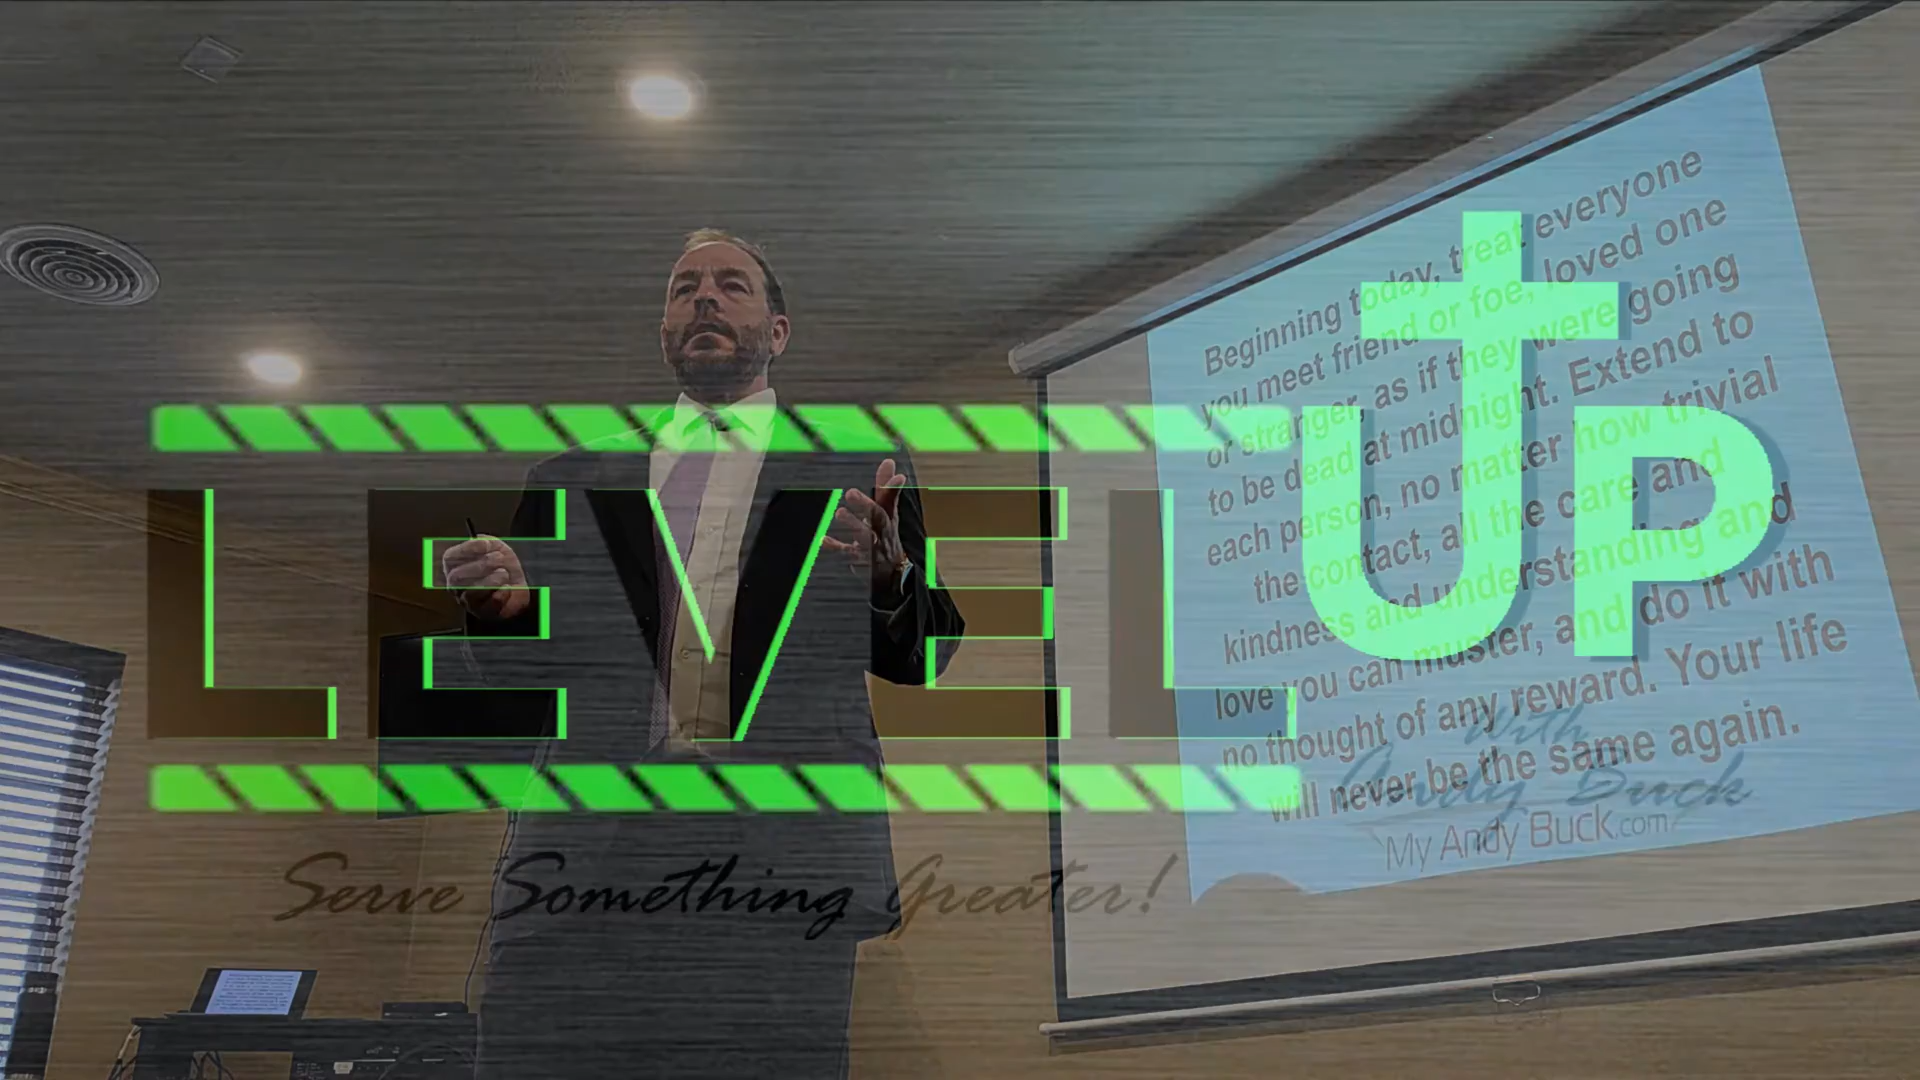 LEVEL UP
Serve Something Greater!
Beginning today, treat everyone
you meet friend or foe, loved one
or stranger, as if they were going
to be dead at midnight. Extend to
each person, no matter how trivial
the contact, all the care and
kindness and understanding and
love you can muster, and do it with
no thought of any reward. Your life
will never be the same again.
With
Andy Buck
My Andy Buck.com